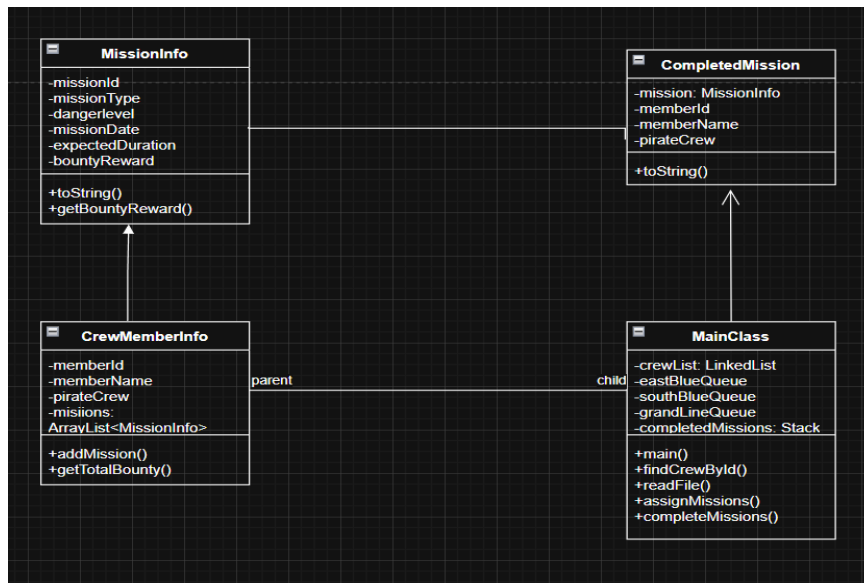 MissionInfo
-missionId
-missionType
-dangerlevel
-missionDate
-expectedDuration
-bountyReward
+toString()
+getBountyReward()
CompletedMission
-mission: MissionInfo
-memberId
-memberName
-pirateCrew
+toString()
CrewMemberInfo
-memberId
-memberName
-pirateCrew
-misiions:
ArrayList<MissionInfo>
+addMission()
+getTotalBounty()
parent
child
MainClass
-crewList: LinkedList
-eastBlueQueue
-southBlueQueue
-grandLineQueue
-completedMissions: Stack
+main()
+findCrewById()
+readFile()
+assignMissions()
+completeMissions()